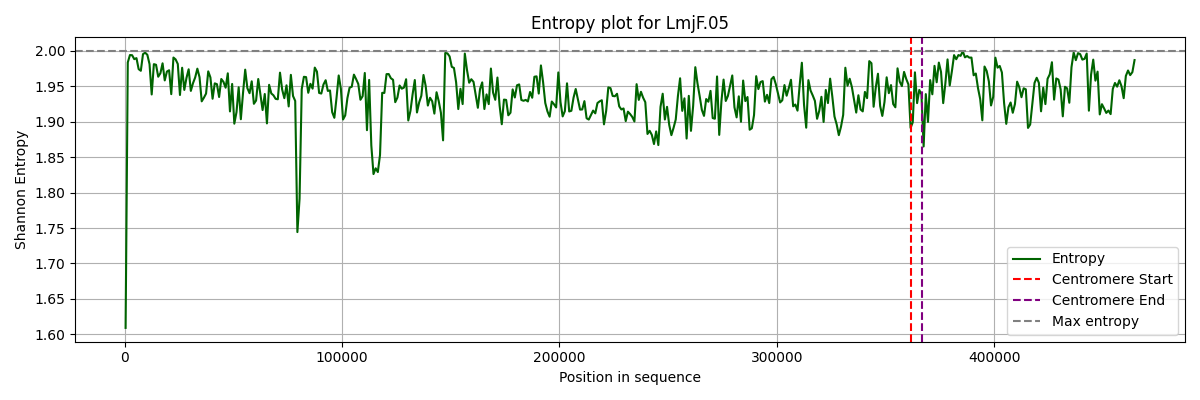 Entropy plot for LmjF.05
Shannon Entropy
2.00
1.95
1.90
1.85
1.80
1.75
1.70
1.65
1.60
0
100000
200000
300000
400000
Position in sequence
Entropy
Centromere Start
Centromere End
Max entropy